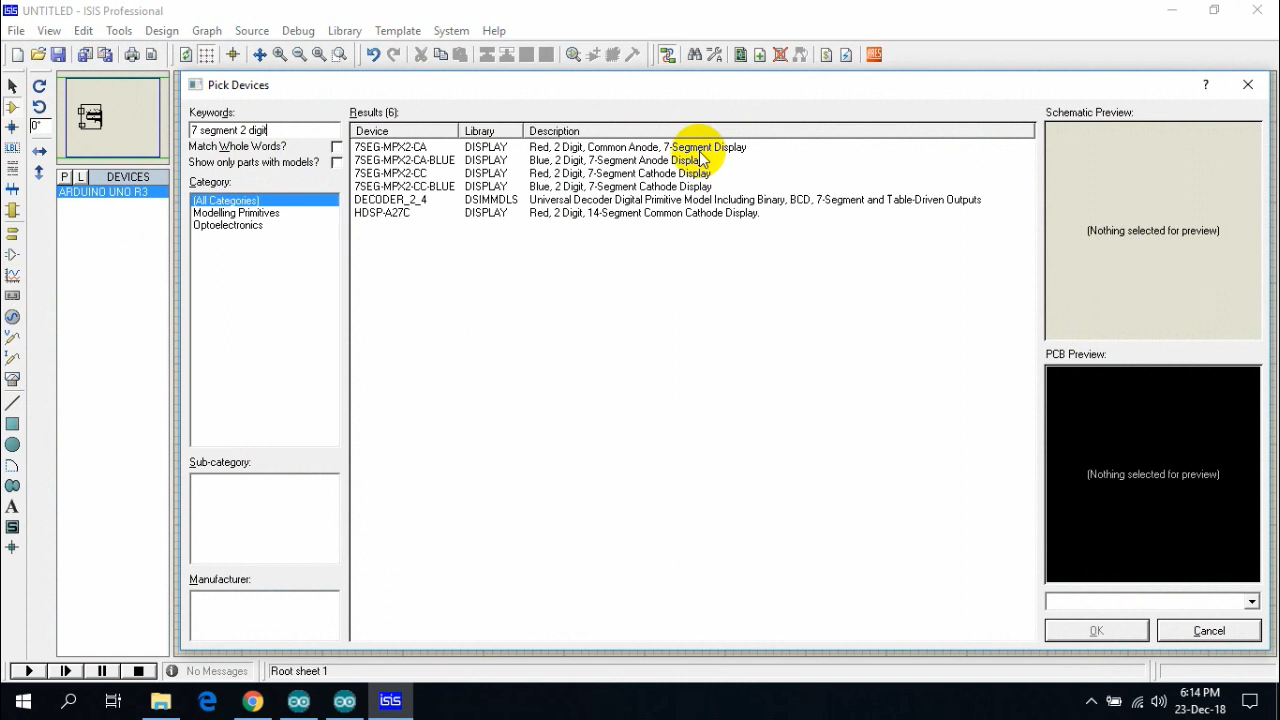 UNTITLED - ISIS Professional
File View Edit Tools Design Graph Source Debug Library Template System Help
Pick Devices
Keywords:
7 segment 2 digit
Match Whole Words?
Show only parts with models?
Category:
(All Categories)
Modelling Primitives
Optoelectronics
Sub-category:
Manufacturer:
Results (6):
Device Library Description
7SEG-MPX2-CA DISPLAY Red, 2 Digit, Common Anode, 7-Segment Display
7SEG-MPX2-CA-BLUE DISPLAY Blue, 2 Digit, 7-Segment Anode Display
7SEG-MPX2-CC DISPLAY Red, 2 Digit, 7-Segment Cathode Display
7SEG-MPX2-CC-BLUE DISPLAY Blue, 2 Digit, 7-Segment Cathode Display
DECODER_2_4 DSIMMDLS Universal Decoder Digital Primitive Model Including Binary, BCD, 7-Segment and Table-Driven Outputs
HDSP-A27C DISPLAY Red, 2 Digit, 14-Segment Common Cathode Display.
Schematic Preview:
(Nothing selected for preview)
PCB Preview:
(Nothing selected for preview)
OK Cancel
0°
P L DEVICES
ARDUINO UNO R3
LBL
A
S
ARES
No Messages Root sheet 1
isis
6:14 PM
23-Dec-18